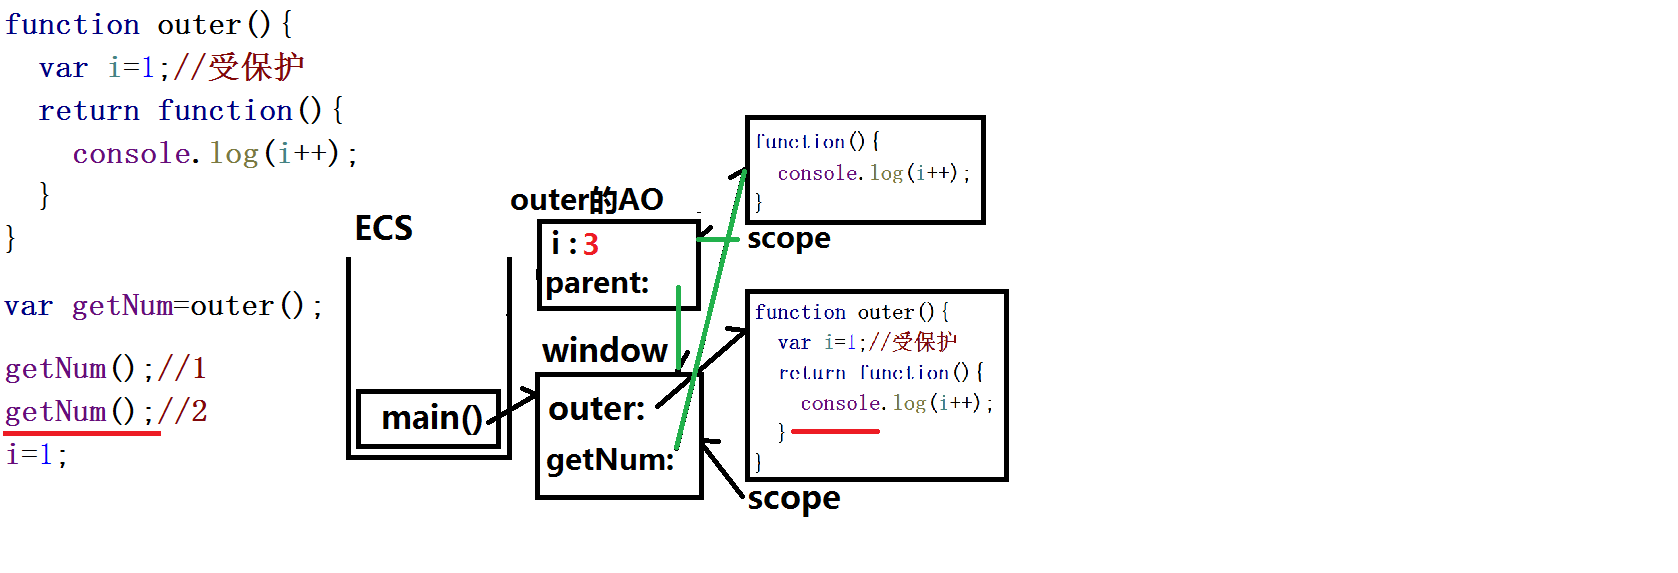 function outer(){
var i=1;//受保护
return function(){
console.log(i++);
}
}
var getNum=outer();
getNum();//1
getNum();//2
i=1;
ECS
main()
outer的AO
i : 3
parent:
window
outer:
getNum:
function(){
console.log(i++);
}
scope
function outer(){
var i=1;//受保护
return function(){
console.log(i++);
}
}
scope